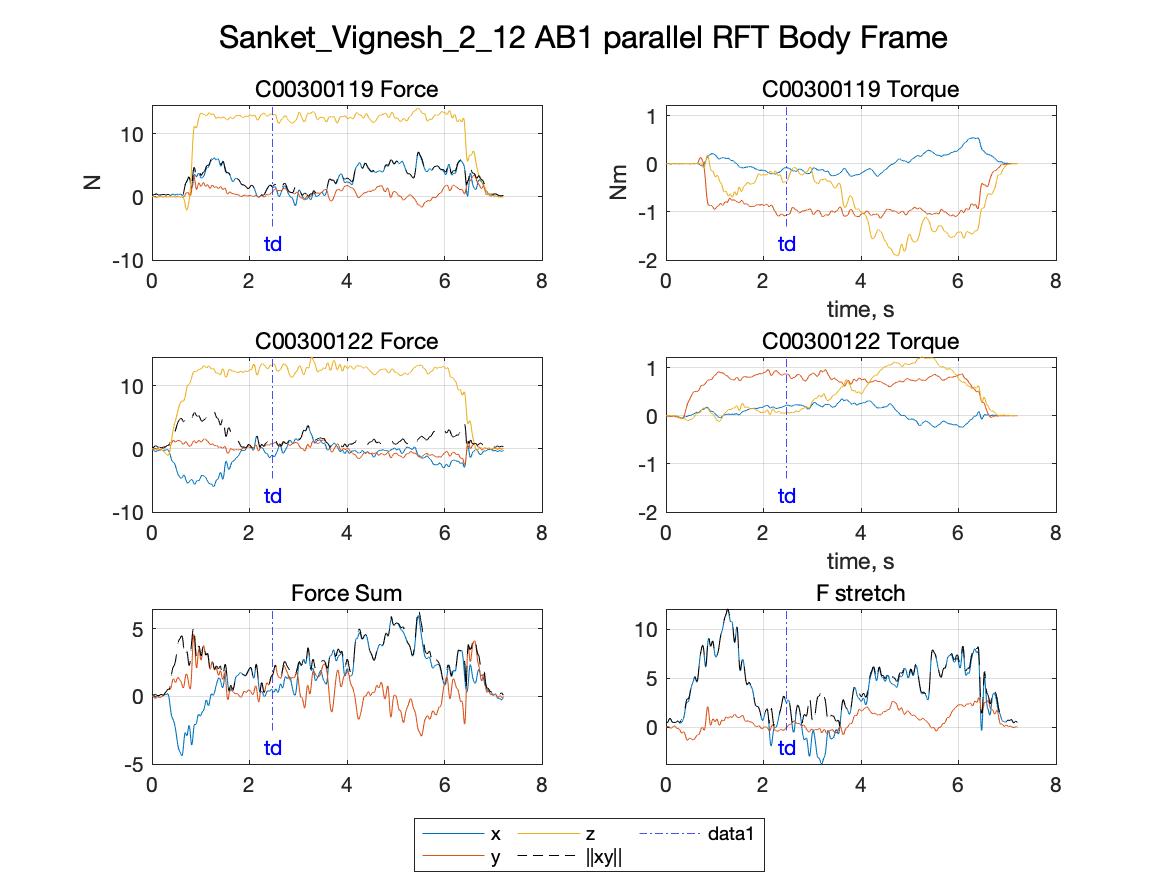 Sanket_Vignesh_2_12 AB1 parallel RFT Body Frame
C00300119 Force
N
10
0
-10
td
0 2 4 6 8
C00300119 Torque
Nm
1
0
-1
-2
td
0 2 4 6 8
time, s
C00300122 Force
10
0
-10
td
0 2 4 6 8
C00300122 Torque
1
0
-1
-2
td
0 2 4 6 8
time, s
Force Sum
5
0
-5
td
0 2 4 6 8
F stretch
10
5
0
td
0 2 4 6 8
x z data1
y ||xy||